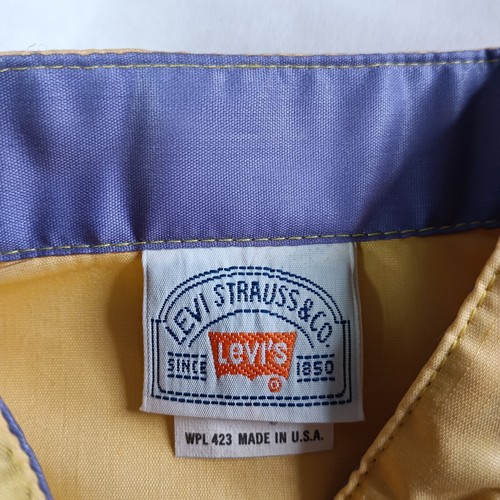 LEVI STRAUSS & CO
LEVI'S
®
SINCE 1850
WPL 423 MADE IN U.S.A.